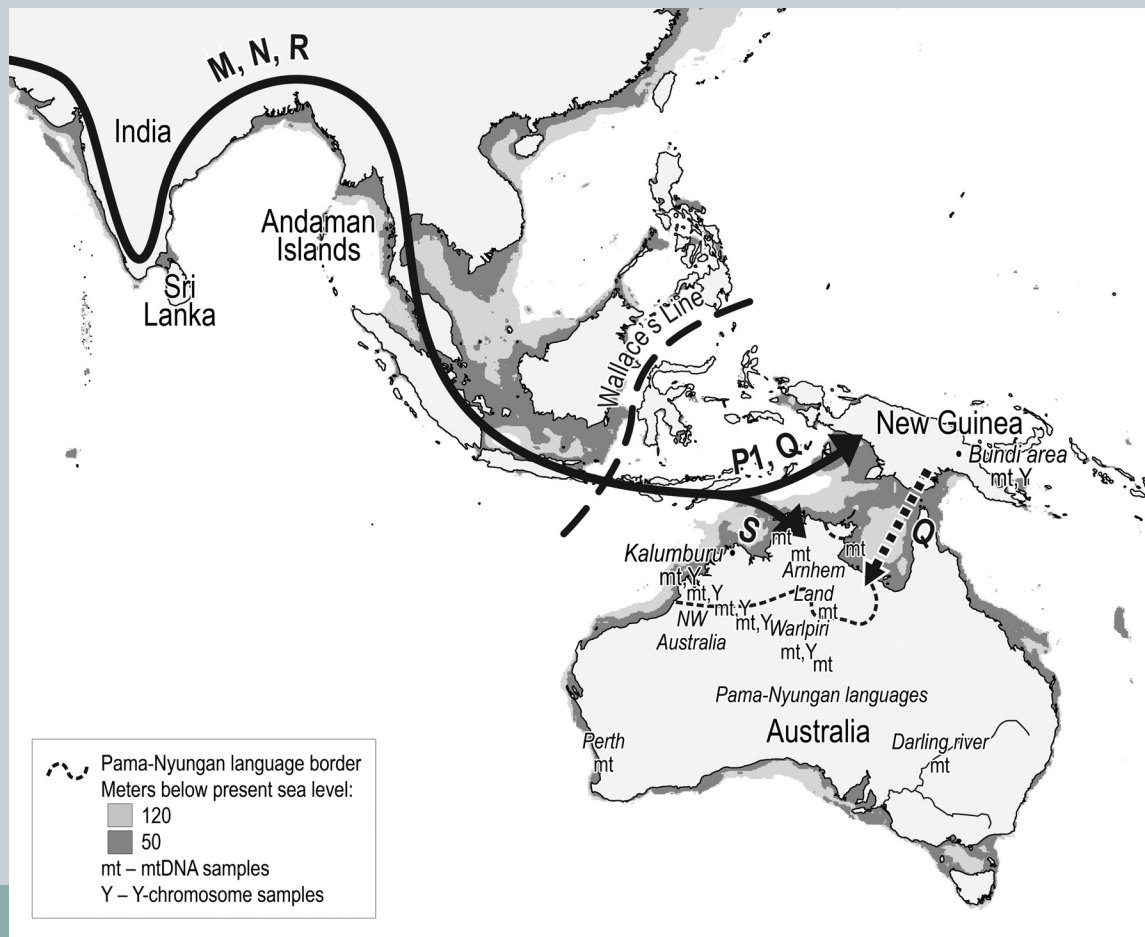 M, N, R
India
Andaman
Islands
Sri
Lanka
Wallace's Line
New Guinea
P1, Q
Bundi area
mt,Y
S
Q
mt
mt
mt
Kalumburu
mt,Y
mt,Y
Arnhem
Land
mt
mt,Y
mt,Y
NW
Australia
Warlpiri
mt,Y
mt
Pama-Nyungan languages
Australia
Perth
mt
Darling river
mt
Pama-Nyungan language border
Meters below present sea level:
120
50
mt – mtDNA samples
Y – Y-chromosome samples